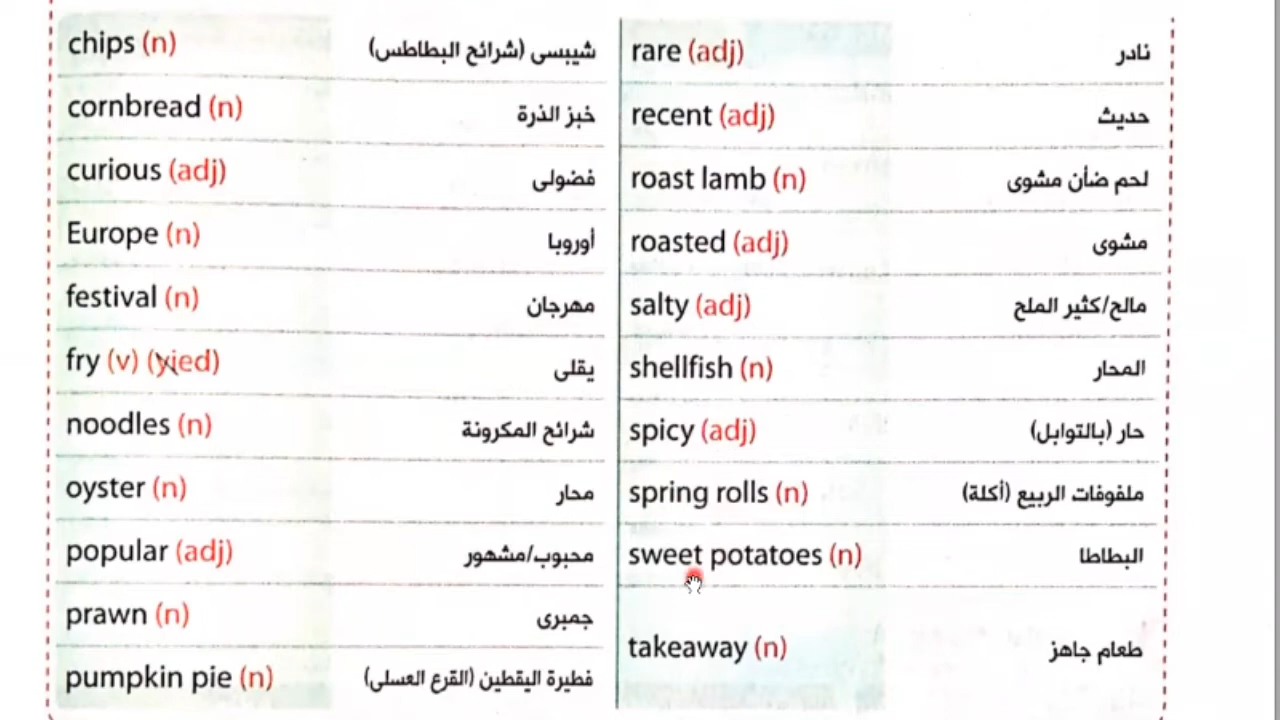 chips (n) شيبسى (شرائح البطاطس)
cornbread (n) خبز الذرة
curious (adj) فضولى
Europe (n) أوروبا
festival (n) مهرجان
fry (v) (yied) يقلى
noodles (n) شرائح المكرونة
oyster (n) محار
popular (adj) محبوب/مشهور
prawn (n) جمبرى
pumpkin pie (n) فطيرة اليقطين (القرع العسلى)
rare (adj) نادر
recent (adj) حديث
roast lamb (n) لحم ضأن مشوى
roasted (adj) مشوى
salty (adj) مالح/كثير الملح
shellfish (n) المحار
spicy (adj) حار (بالتوابل)
spring rolls (n) ملفوفات الربيع (أكلة)
sweet potatoes (n) البطاطا
takeaway (n) طعام جاهز